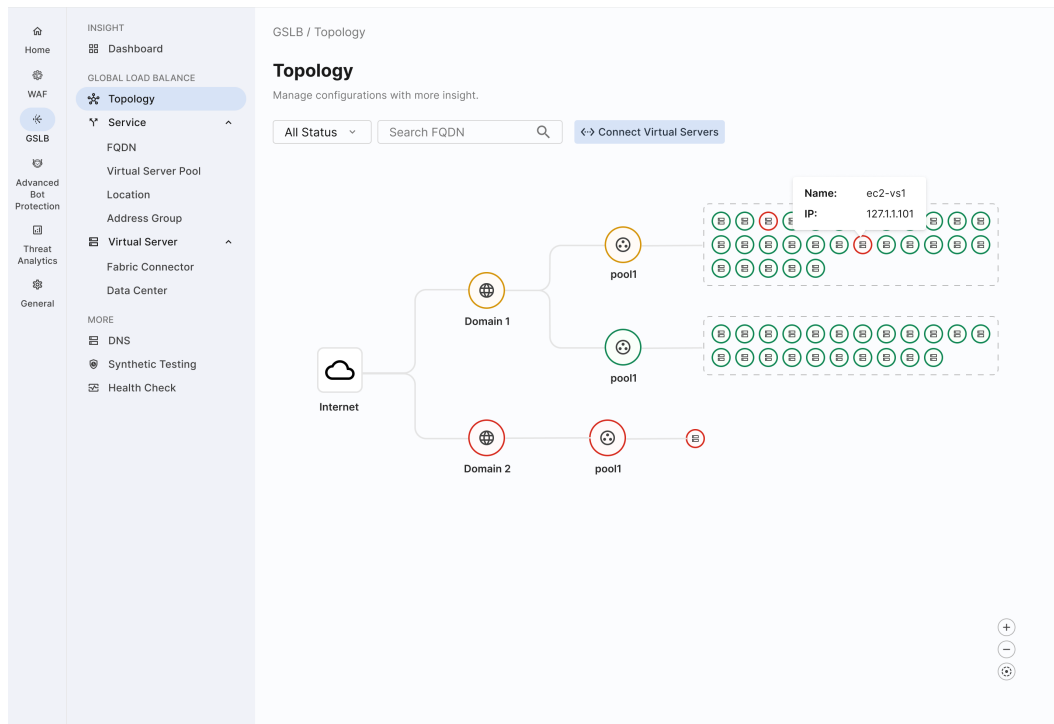 Home
WAF
GSLB
Advanced
Bot
Protection
Threat
Analytics
General
INSIGHT
Dashboard
GLOBAL LOAD BALANCE
Topology
Service
FQDN
Virtual Server Pool
Location
Address Group
Virtual Server
Fabric Connector
Data Center
MORE
DNS
Synthetic Testing
Health Check
GSLB / Topology
Topology
Manage configurations with more insight.
All Status
Search FQDN
Connect Virtual Servers
Name: ec2-vs1
IP: 127.1.1.101
pool1
Domain 1
pool1
Internet
Domain 2
pool1